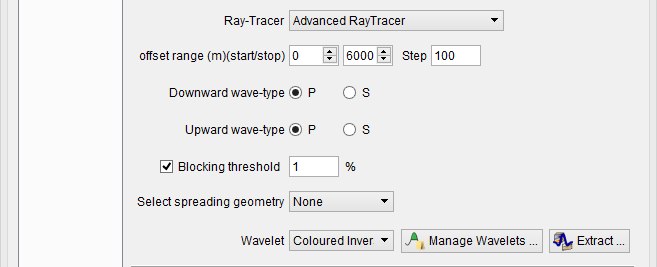 Ray-Tracer Advanced RayTracer
offset range (m)(start/stop) 0 6000 Step 100
Downward wave-type P S
Upward wave-type P S
Blocking threshold 1 %
Select spreading geometry None
Wavelet Coloured Inver Manage Wavelets ... Extract ...